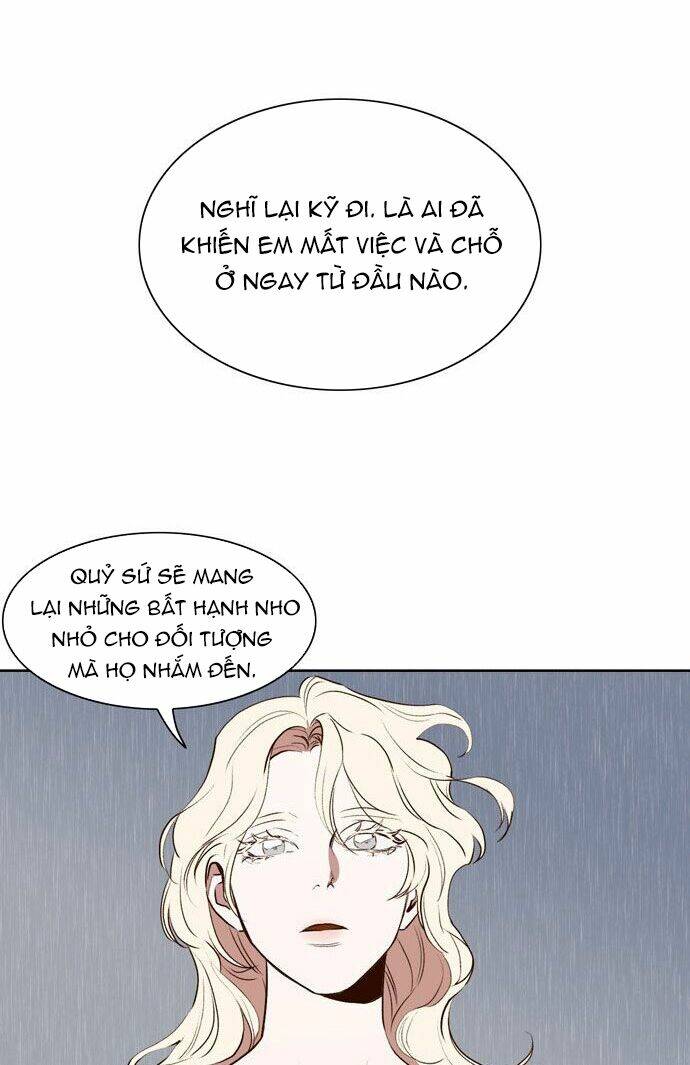 NGHĨ LẠI KỸ ĐI. LÀ AI ĐÃ
KHIẾN EM MẤT VIỆC VÀ CHỖ
Ở NGAY TỪ ĐẦU NÀO.
QUỶ SỨ SẼ MANG
LẠI NHỮNG BẤT HẠNH NHO
NHỎ CHO ĐỐI TƯỢNG
MÀ HỌ NHẮM ĐẾN.